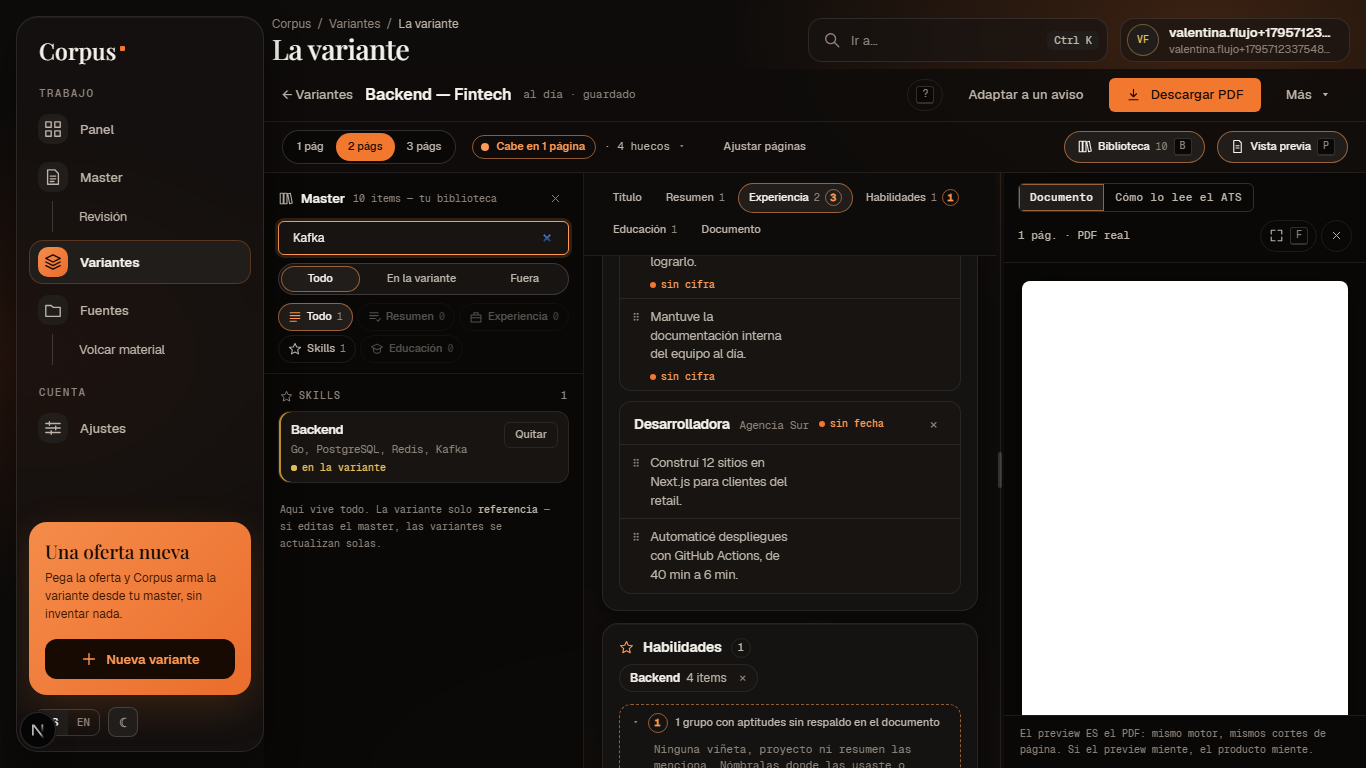 Corpus
TRABAJO
Panel
Master
Revisión
Variantes
Fuentes
Volcar material
CUENTA
Ajustes
Una oferta nueva
Pega la oferta y Corpus arma la
variante desde tu master, sin
inventar nada.
+ Nueva variante
EN
N
Corpus / Variantes / La variante
La variante
Ir a...
Ctrl K
VF
valentina.flujo+17957123...
valentina.flujo+1795712337548...
← Variantes
Backend — Fintech
al día · guardado
?
Adaptar a un aviso
Descargar PDF
Más
1 pág
2 págs
3 págs
Cabe en 1 página
· 4 huecos
Ajustar páginas
Biblioteca 10 B
Vista previa P
Master 10 items — tu biblioteca ×
Kafka ×
Todo
En la variante
Fuera
Todo 1
Resumen 0
Experiencia 0
Skills 1
Educación 0
SKILLS 1
Backend
Go, PostgreSQL, Redis, Kafka
en la variante
Quitar
Aquí vive todo. La variante solo referencia —
si editas el master, las variantes se
actualizan solas.
Titulo
Resumen 1
Experiencia 2 3
Habilidades 1 1
Educación 1
Documento
lograrlo.
sin cifra
Mantuve la
documentación interna
del equipo al día.
sin cifra
Desarrolladora Agencia Sur sin fecha ×
Construí 12 sitios en
Next.js para clientes del
retail.
Automaticé despliegues
con GitHub Actions, de
40 min a 6 min.
Habilidades 1
Backend 4 items ×
1 1 grupo con aptitudes sin respaldo en el documento
Ninguna viñeta, proyecto ni resumen las
menciona. Nómbralas donde las usaste o
Documento
Cómo lo lee el ATS
1 pág. · PDF real
F
×
El preview ES el PDF: mismo motor, mismos cortes de
página. Si el preview miente, el producto miente.